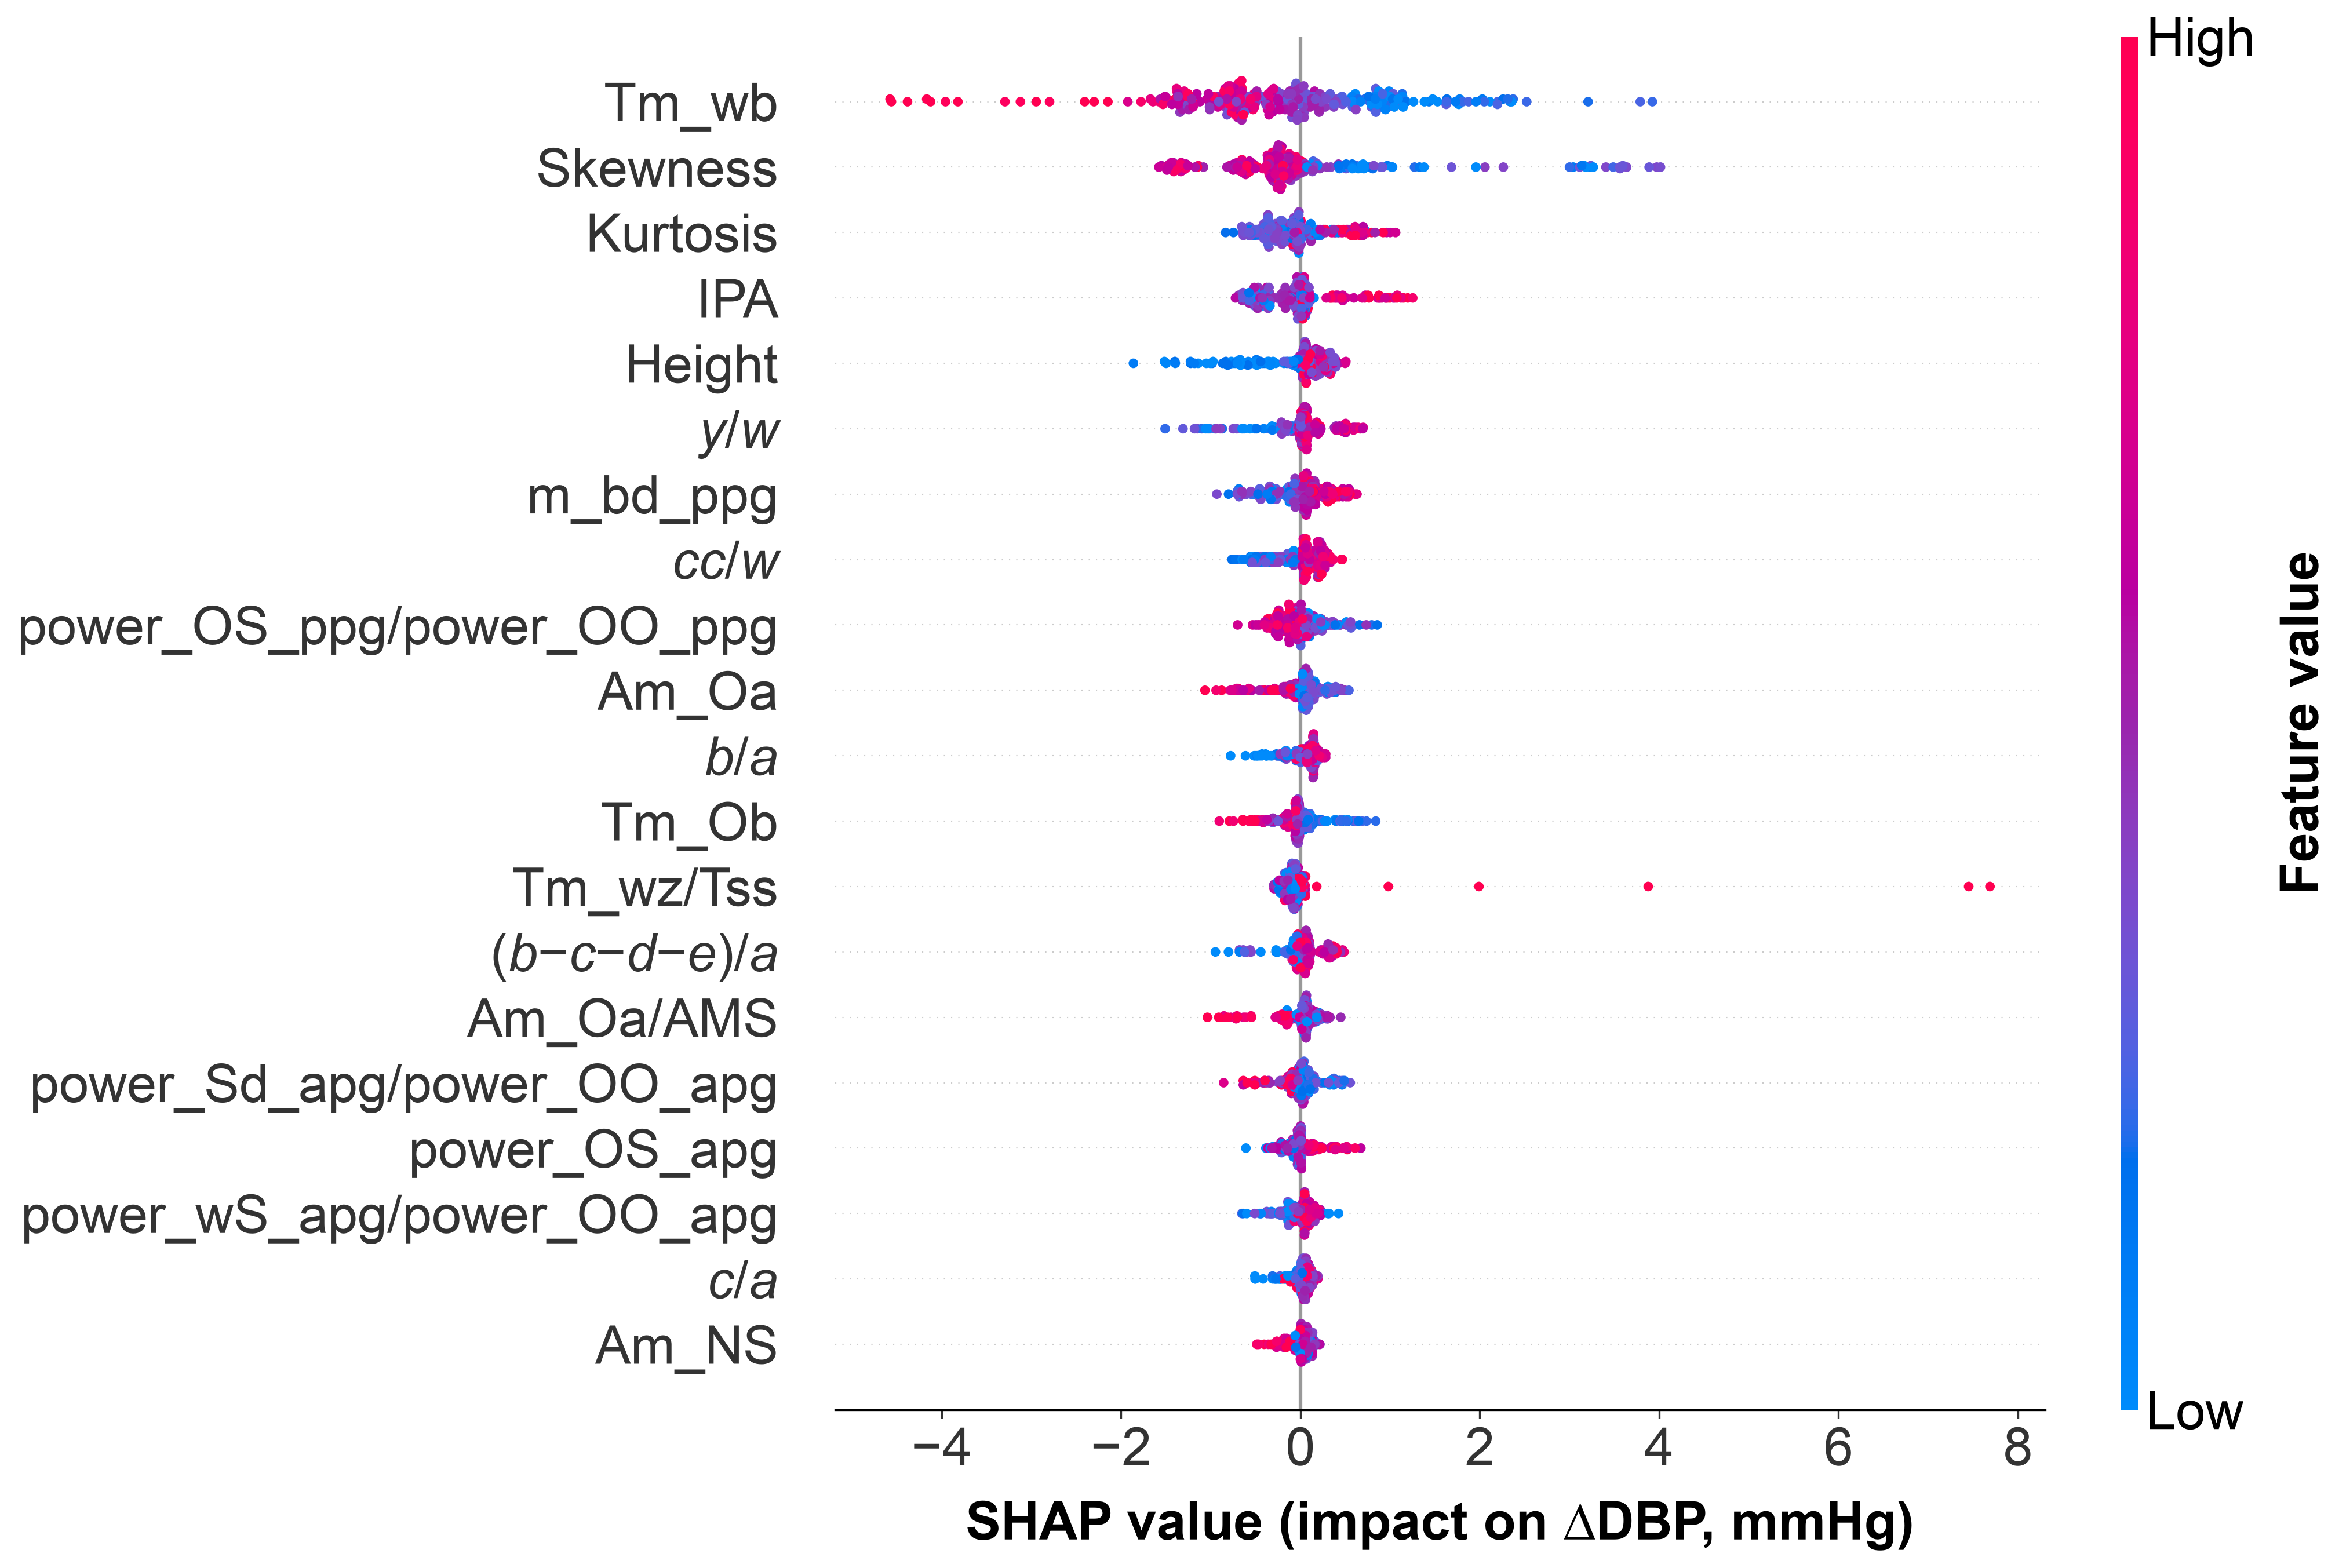 High
Tm_wb
Skewness
Kurtosis
IPA
Height
y/w
m_bd_ppg
cc/w
power_OS_ppg/power_OO_ppg
Am_Oa
b/a
Tm_Ob
Tm_wz/Tss
(b−c−d−e)/a
Am_Oa/AMS
power_Sd_apg/power_OO_apg
power_OS_apg
power_wS_apg/power_OO_apg
c/a
Am_NS
Feature value
Low
−4 −2 0 2 4 6 8
SHAP value (impact on ΔDBP, mmHg)